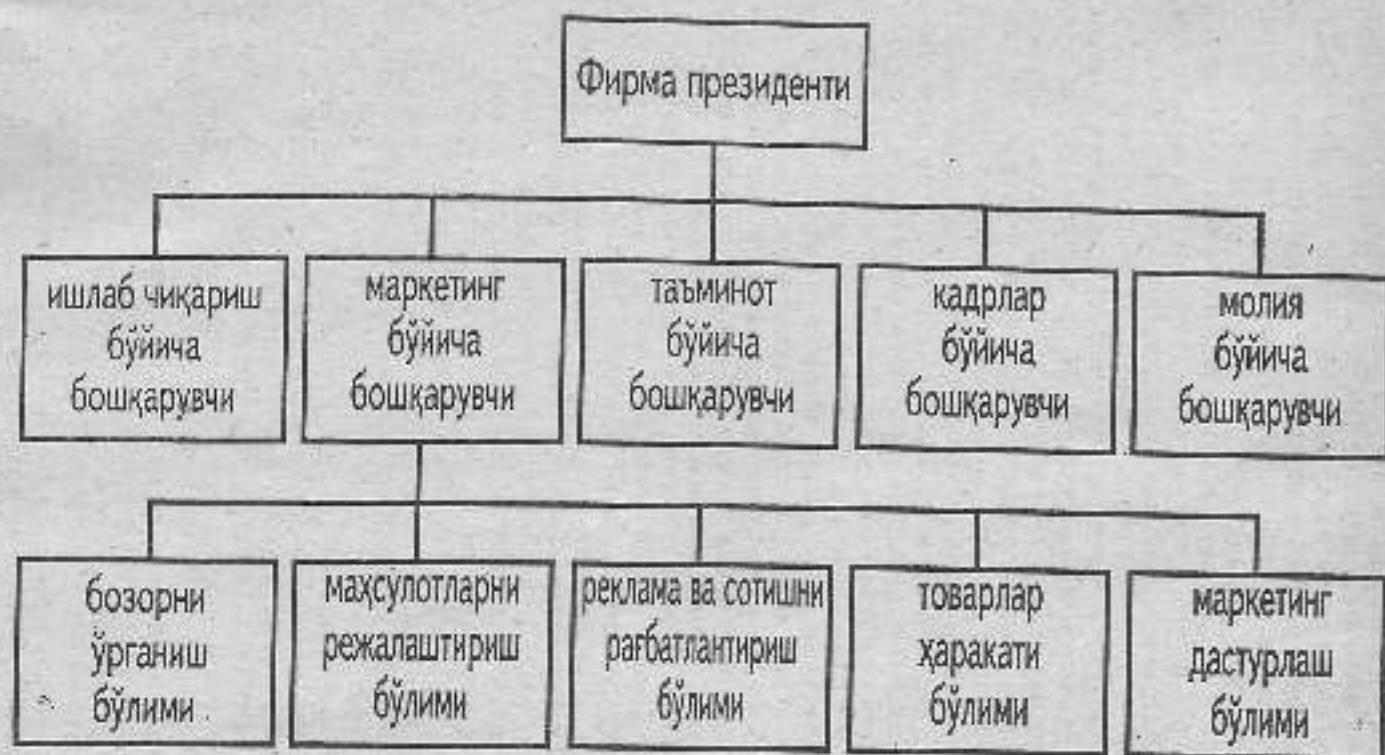 Фирма президенти
ишлаб чиқариш
бўйича
бошқарувчи
маркетинг
бўйича
бошқарувчи
таъминот
бўйича
бошқарувчи
кадрлар
бўйича
бошқарувчи
молия
бўйича
бошқарувчи
бозорни
ўрганиш
бўлими
маҳсулотларни
режалаштириш
бўлими
реклама ва сотишни
рағбатлантириш
бўлими
товарлар
ҳаракати
бўлими
маркетинг
дастурлаш
бўлими